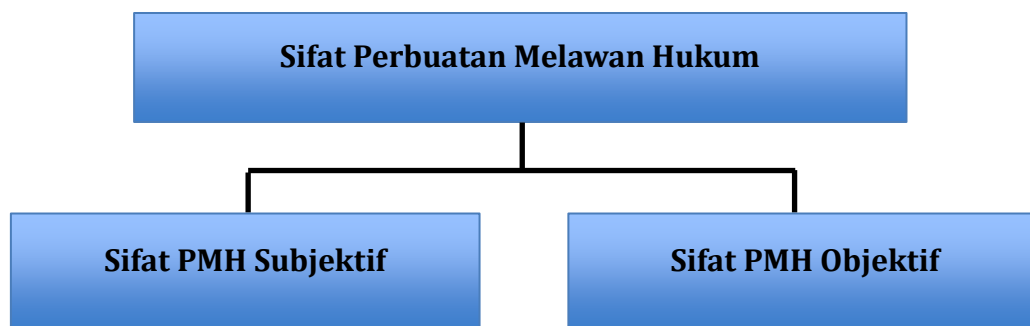 Sifat Perbuatan Melawan Hukum
Sifat PMH Subjektif
Sifat PMH Objektif